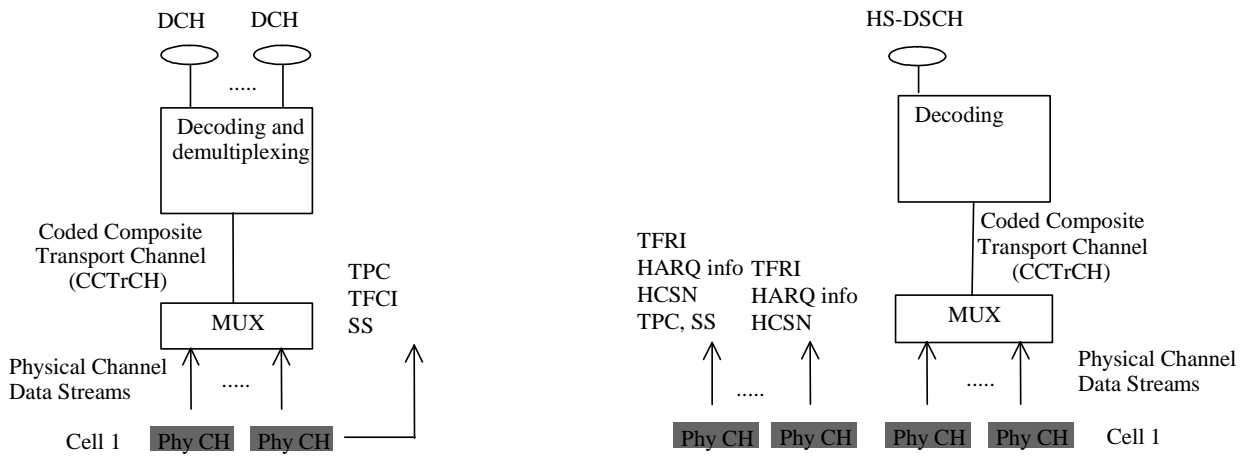 DCH DCH
.....
Decoding and
demultiplexing
Coded Composite
Transport Channel
(CCTrCH)
TPC
TFCI
SS
MUX
Physical Channel
Data Streams
.....
Cell 1 Phy CH Phy CH
HS-DSCH
Decoding
Coded Composite
Transport Channel
(CCTrCH)
TFRI
HARQ info
HCSN
TPC, SS
TFRI
HARQ info
HCSN
MUX
Physical Channel
Data Streams
.....
.....
Phy CH Phy CH Phy CH Phy CH Cell 1